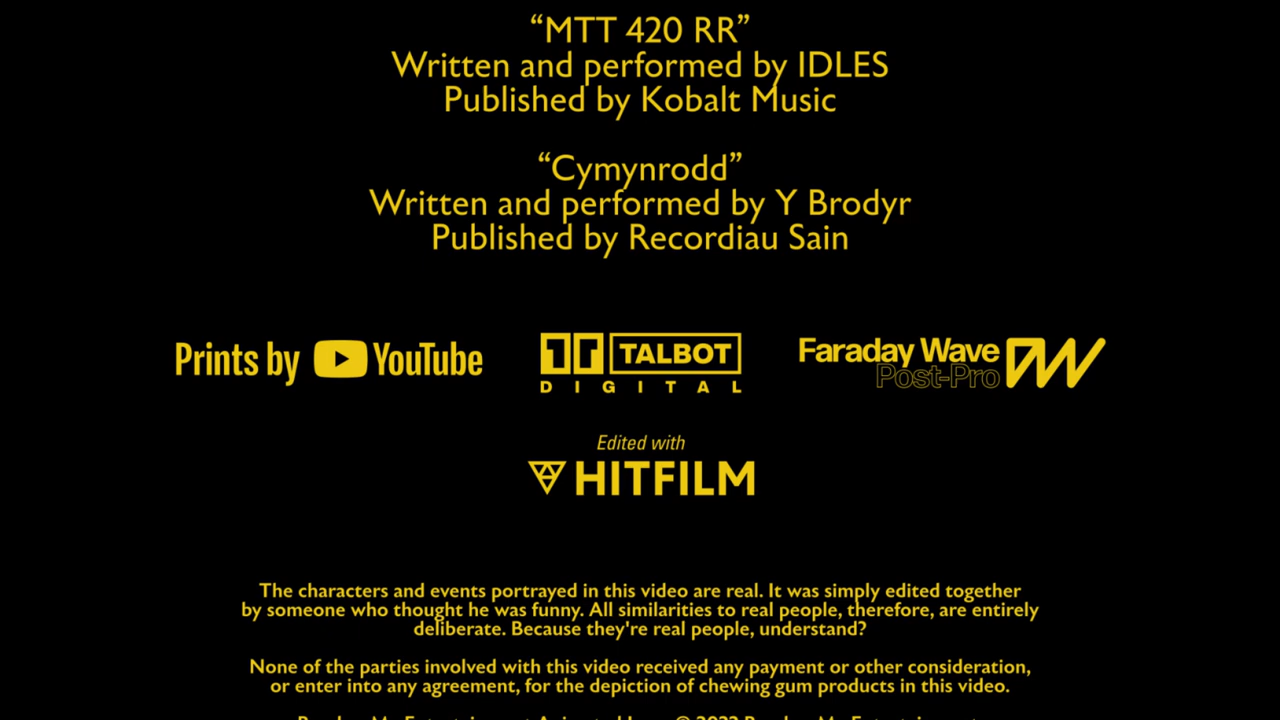 “MTT 420 RR”
Written and performed by IDLES
Published by Kobalt Music
“Cymynrodd”
Written and performed by Y Brodyr
Published by Recordiau Sain
Prints by YouTube
TALBOT
DIGITAL
Faraday Wave
Post-Pro
Edited with
HITFILM
The characters and events portrayed in this video are real. It was simply edited together
by someone who thought he was funny. All similarities to real people, therefore, are entirely
deliberate. Because they're real people, understand?
None of the parties involved with this video received any payment or other consideration,
or enter into any agreement, for the depiction of chewing gum products in this video.